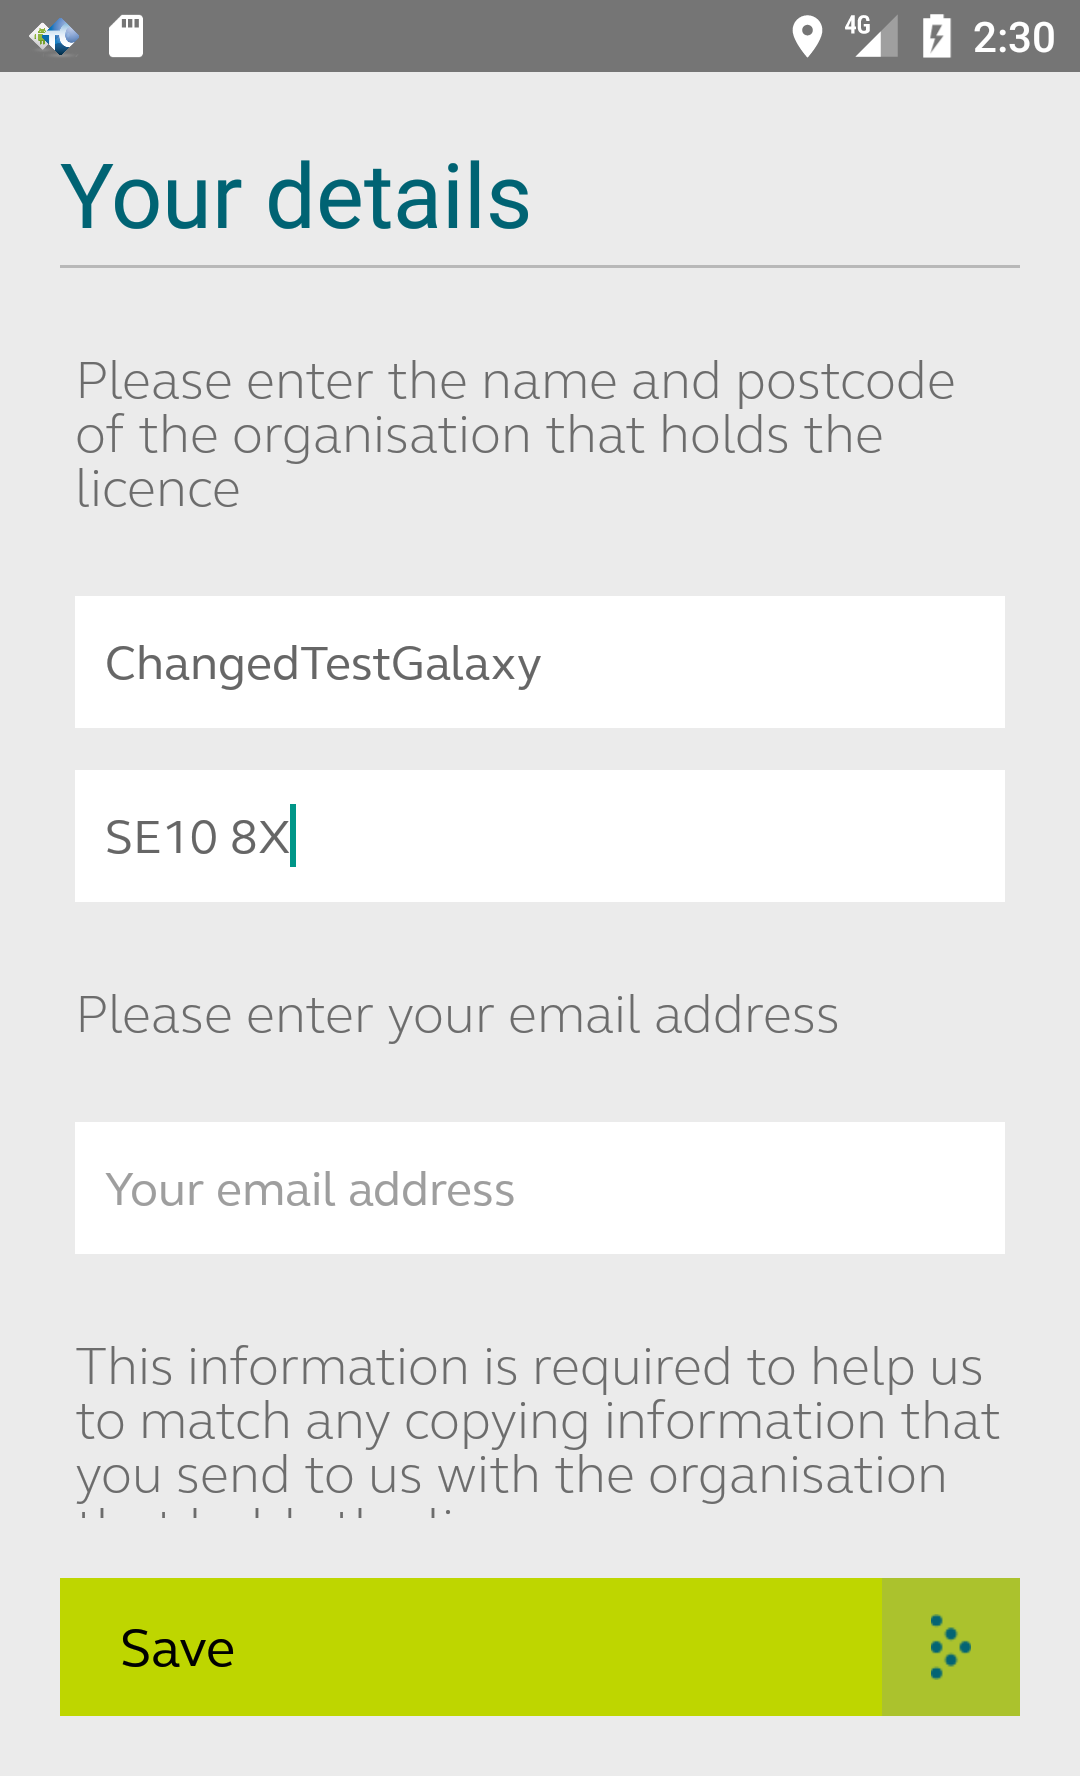 4G 2:30
Your details
Please enter the name and postcode
of the organisation that holds the
licence
ChangedTestGalaxy
SE10 8X
Please enter your email address
Your email address
This information is required to help us
to match any copying information that
you send to us with the organisation
Save